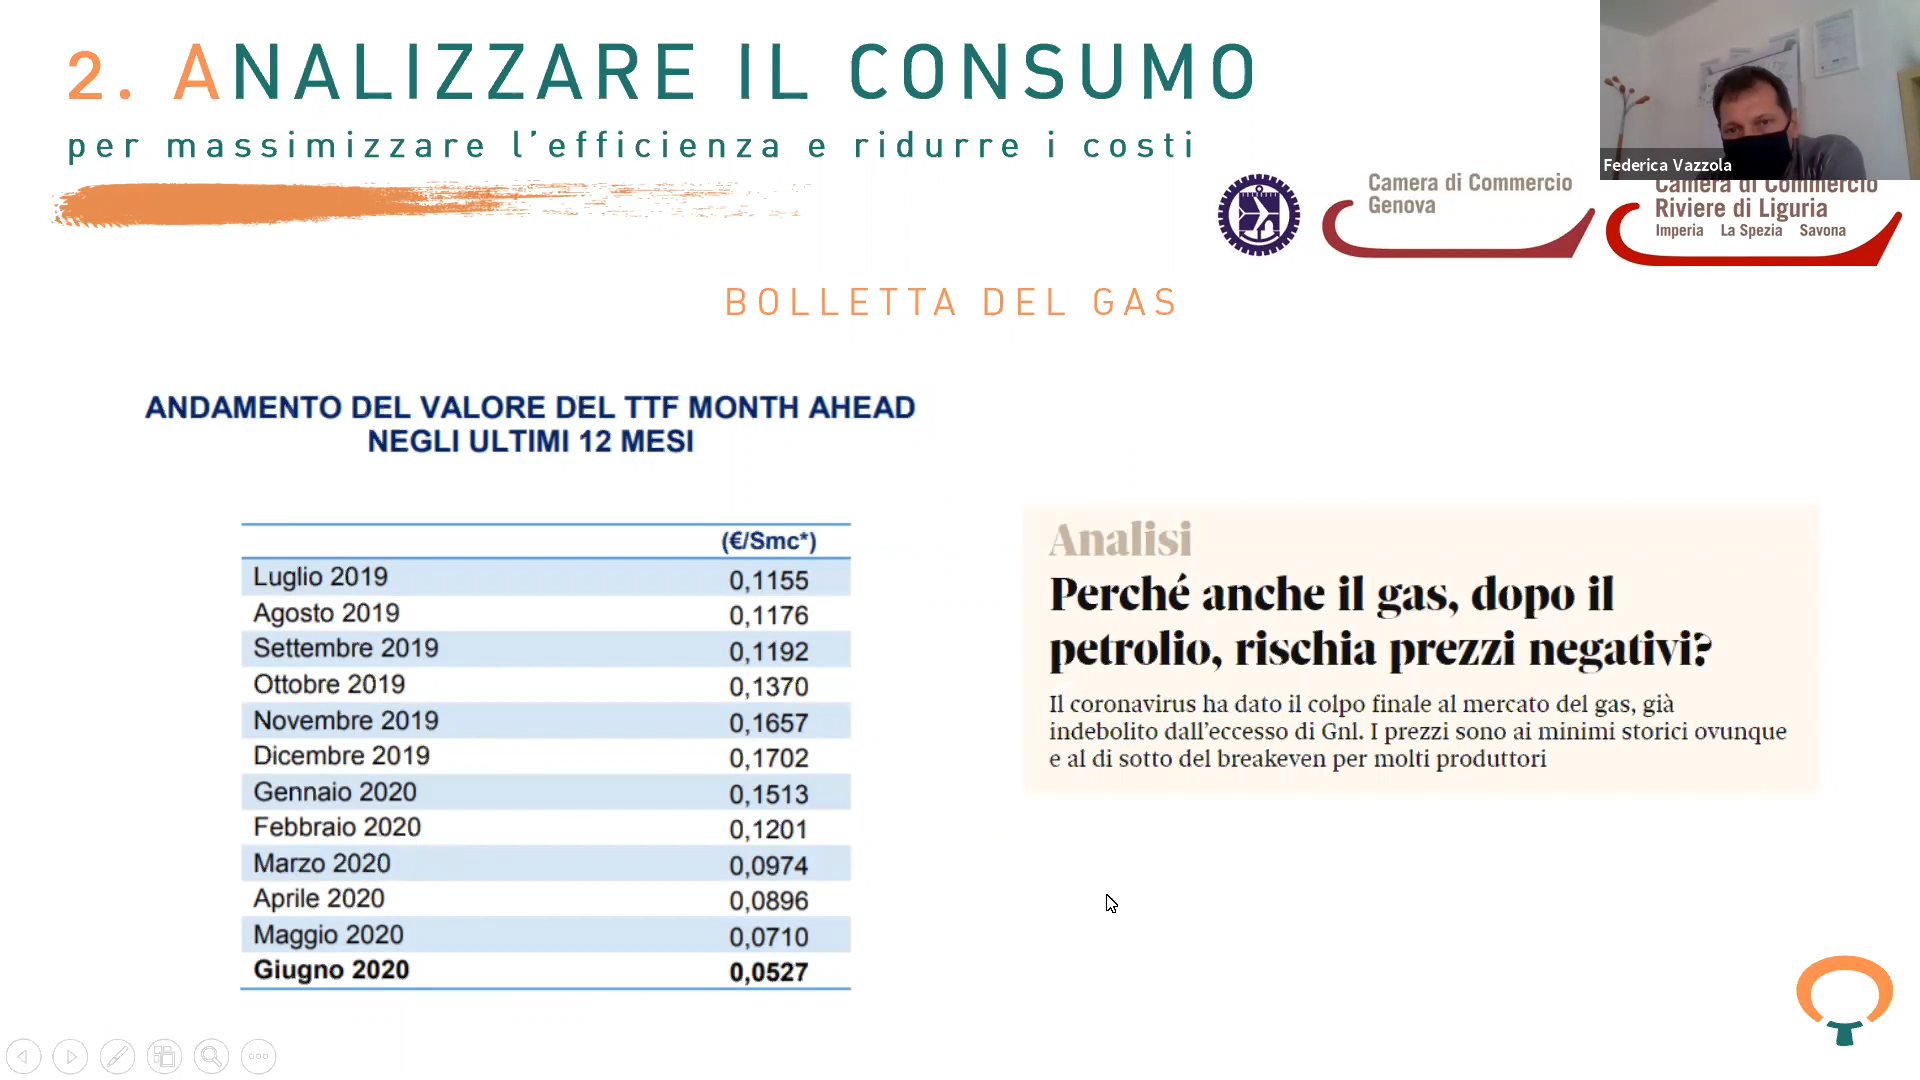 2. ANALIZZARE IL CONSUMO
per massimizzare l'efficienza e ridurre i costi
Federica Vazzola
Camera di Commercio
Genova
Camera di Commercio
Riviere di Liguria
Imperia La Spezia Savona
BOLLETTA DEL GAS
ANDAMENTO DEL VALORE DEL TTF MONTH AHEAD
NEGLI ULTIMI 12 MESI
(€/Smc*)
Luglio 2019 0,1155
Agosto 2019 0,1176
Settembre 2019 0,1192
Ottobre 2019 0,1370
Novembre 2019 0,1657
Dicembre 2019 0,1702
Gennaio 2020 0,1513
Febbraio 2020 0,1201
Marzo 2020 0,0974
Aprile 2020 0,0896
Maggio 2020 0,0710
Giugno 2020 0,0527
Analisi
Perché anche il gas, dopo il
petrolio, rischia prezzi negativi?
Il coronavirus ha dato il colpo finale al mercato del gas, già
indebolito dall'eccesso di Gnl. I prezzi sono ai minimi storici ovunque
e al di sotto del breakeven per molti produttori